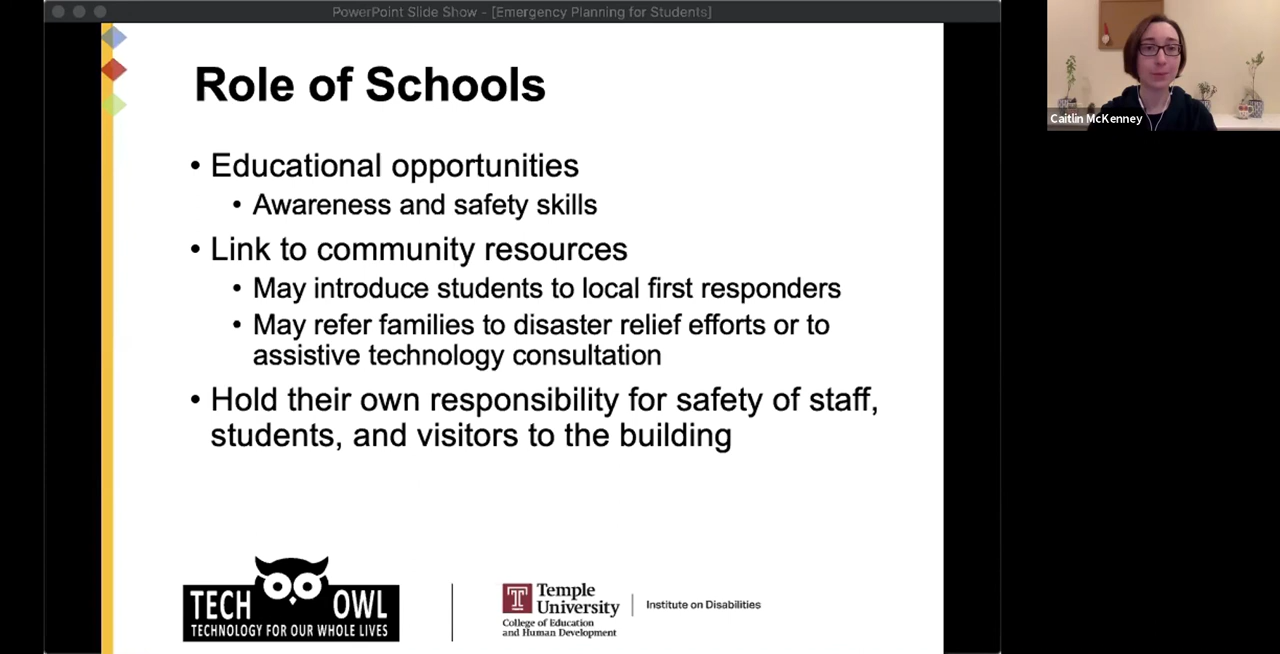 PowerPoint Slide Show - [Emergency Planning for Students]
Role of Schools
• Educational opportunities
• Awareness and safety skills
• Link to community resources
• May introduce students to local first responders
• May refer families to disaster relief efforts or to
assistive technology consultation
• Hold their own responsibility for safety of staff,
students, and visitors to the building
TECH OWL
TECHNOLOGY FOR OUR WHOLE LIVES
Temple
University
College of Education
and Human Development
Institute on Disabilities
Caitlin McKenney